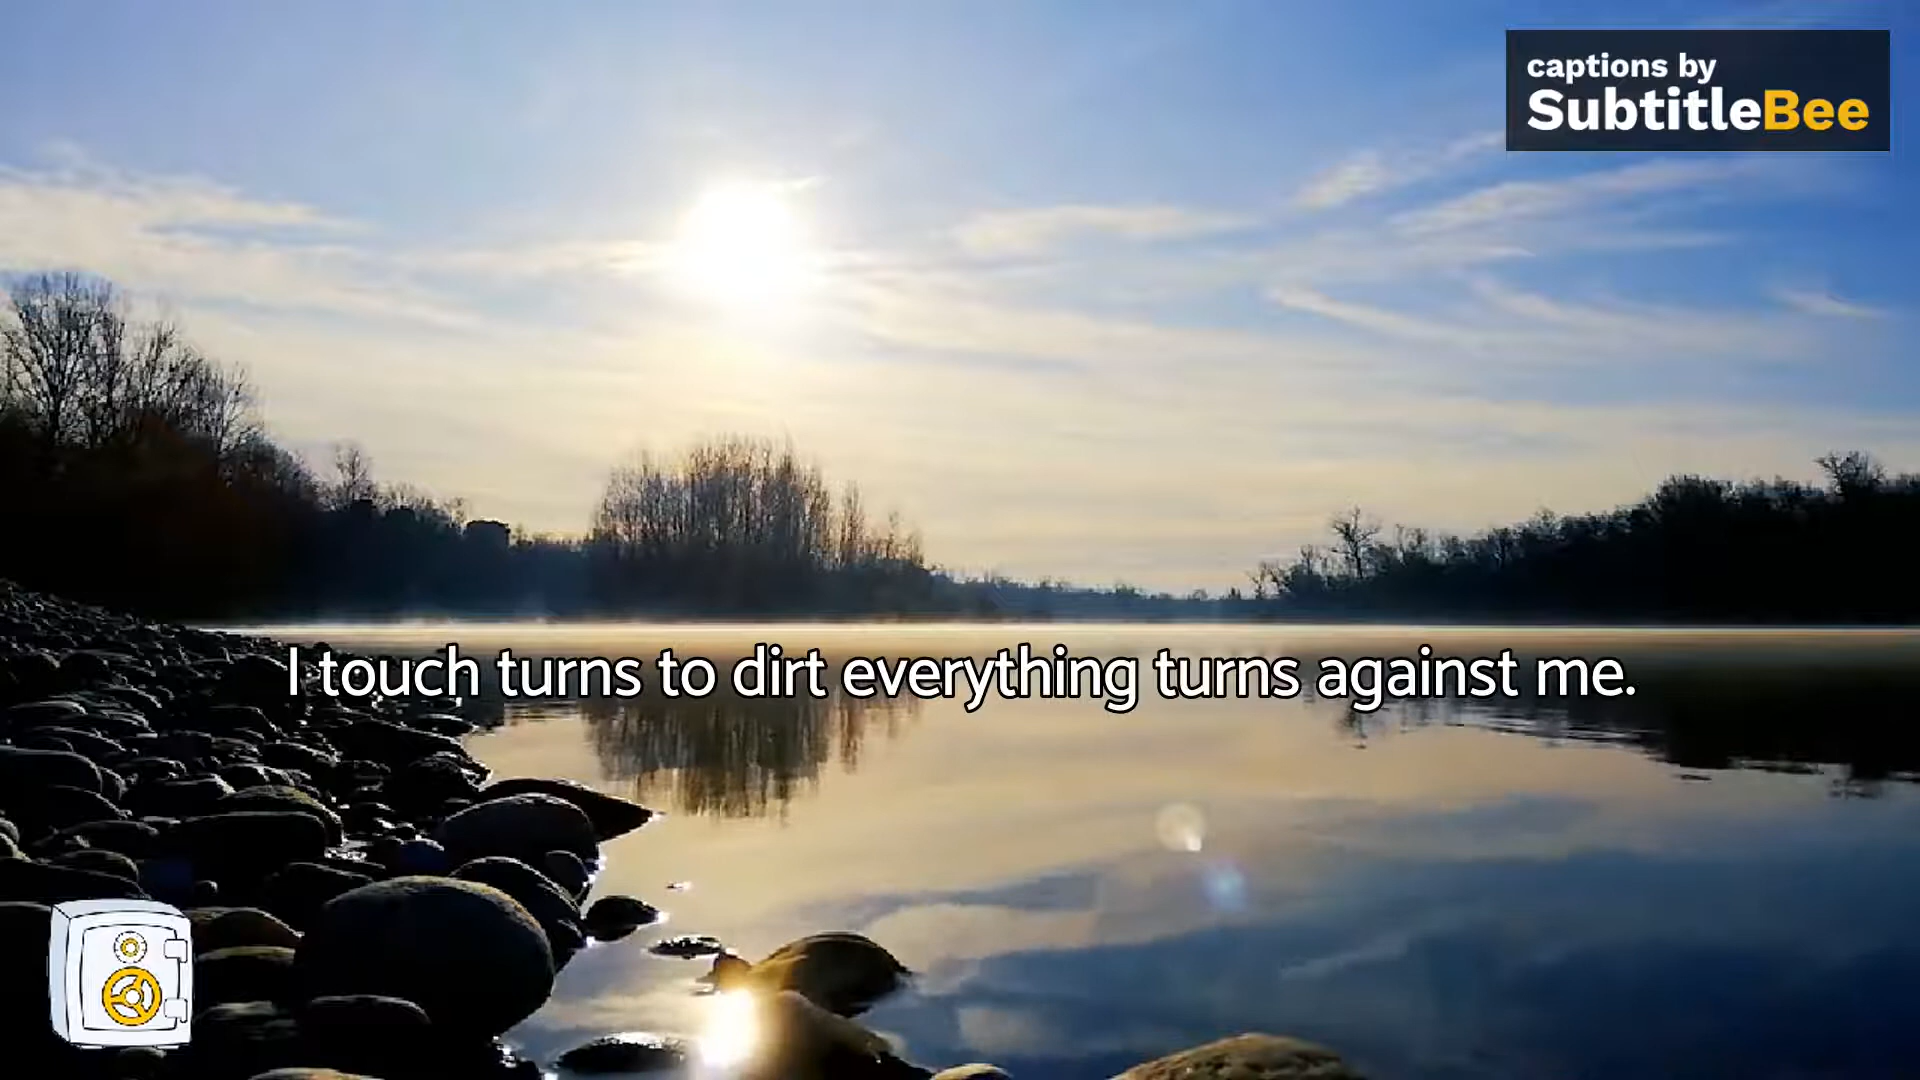 captions by
SubtitleBee
I touch turns to dirt everything turns against me.